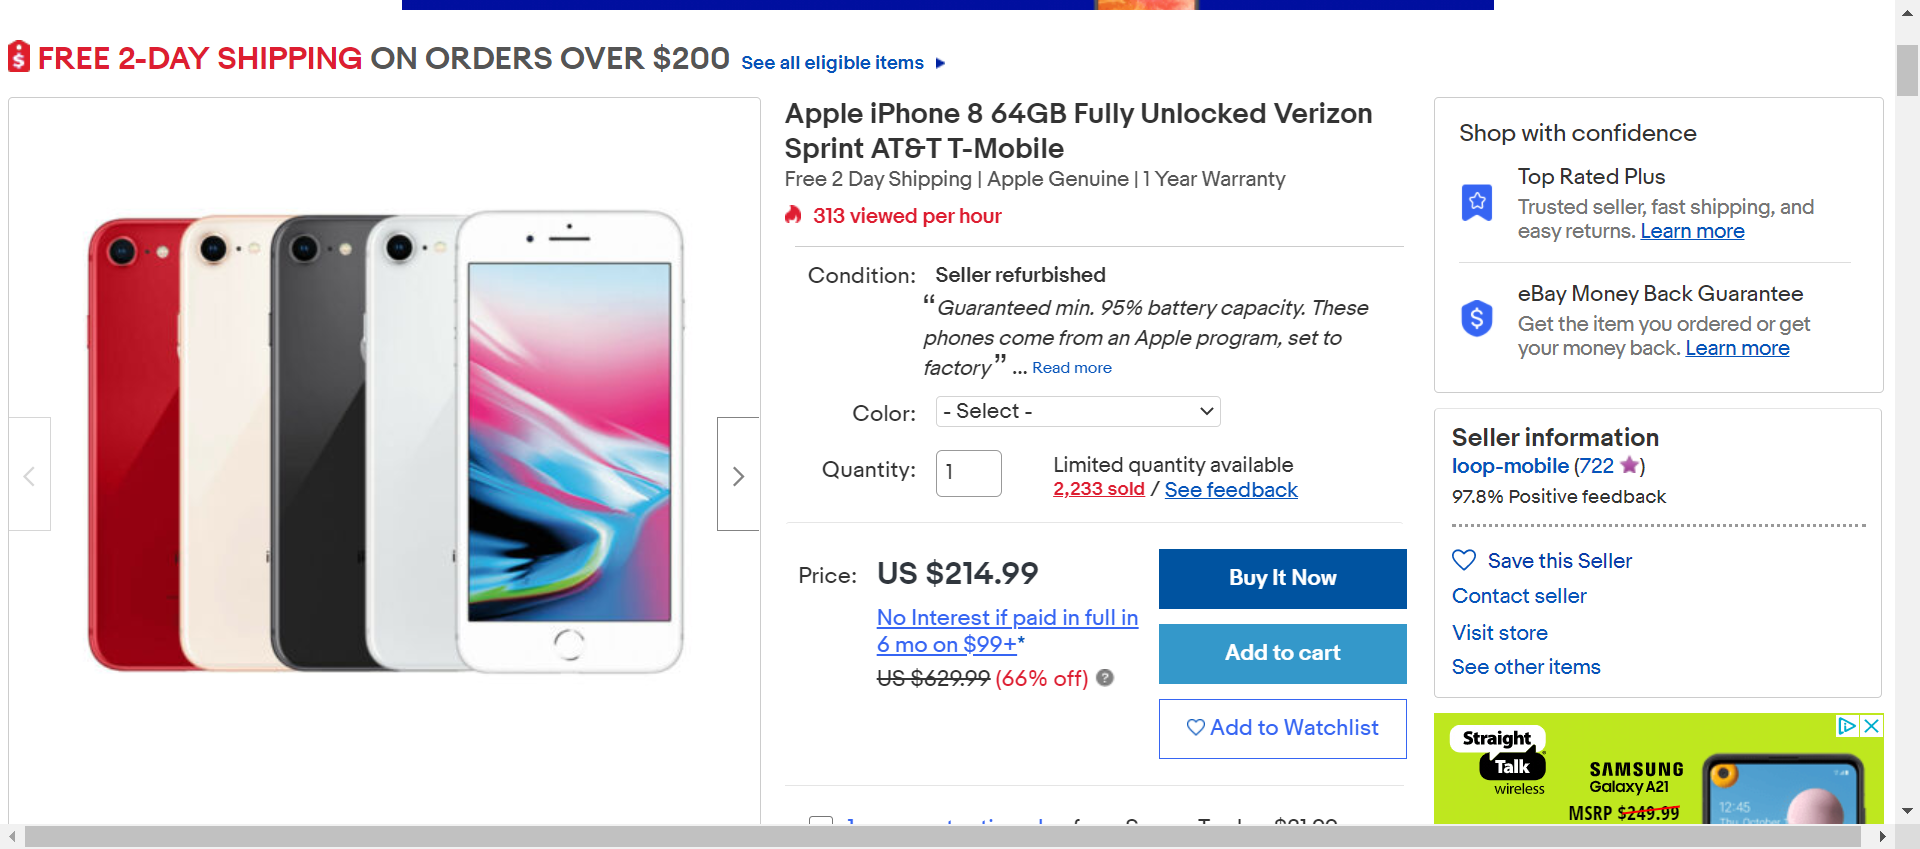 FREE 2-DAY SHIPPING ON ORDERS OVER $200 See all eligible items
Apple iPhone 8 64GB Fully Unlocked Verizon
Sprint AT&T T-Mobile
Free 2 Day Shipping | Apple Genuine | 1 Year Warranty
313 viewed per hour
Condition: Seller refurbished
“Guaranteed min. 95% battery capacity. These
phones come from an Apple program, set to
factory” ... Read more
Color: - Select -
Quantity: 1
Limited quantity available
2,233 sold / See feedback
Price: US $214.99
No Interest if paid in full in
6 mo on $99+*
US $629.99 (66% off)
Buy It Now
Add to cart
Add to Watchlist
Shop with confidence
Top Rated Plus
Trusted seller, fast shipping, and
easy returns. Learn more
eBay Money Back Guarantee
Get the item you ordered or get
your money back. Learn more
Seller information
loop-mobile (722)
97.8% Positive feedback
Save this Seller
Contact seller
Visit store
See other items
Straight
Talk
wireless
SAMSUNG
Galaxy A21
MSRP $249.99
12:45